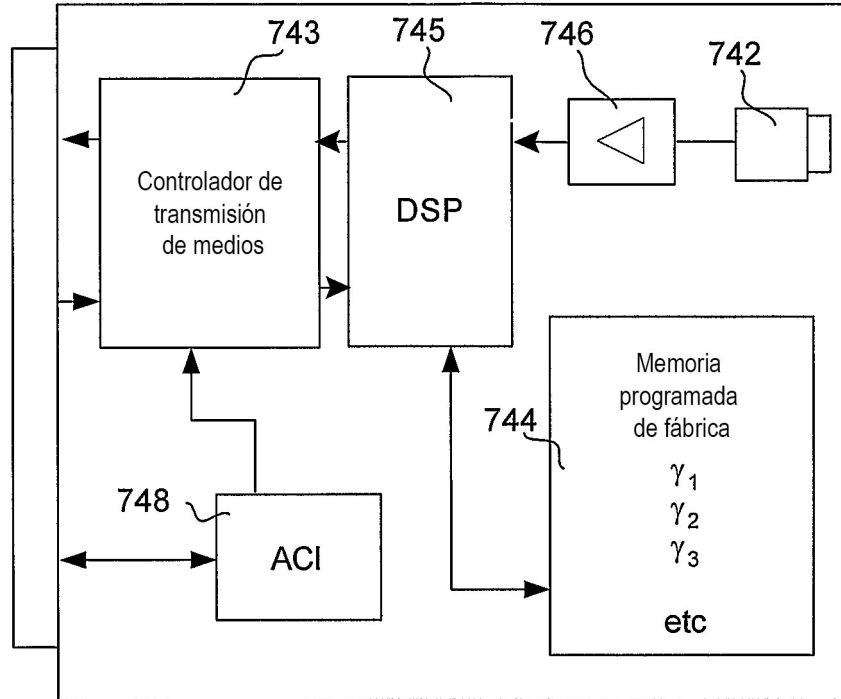 743
745
746
742
Controlador de
transmisión
de medios
DSP
Memoria
programada
de fábrica
744
γ1
γ2
γ3
etc
748
ACI